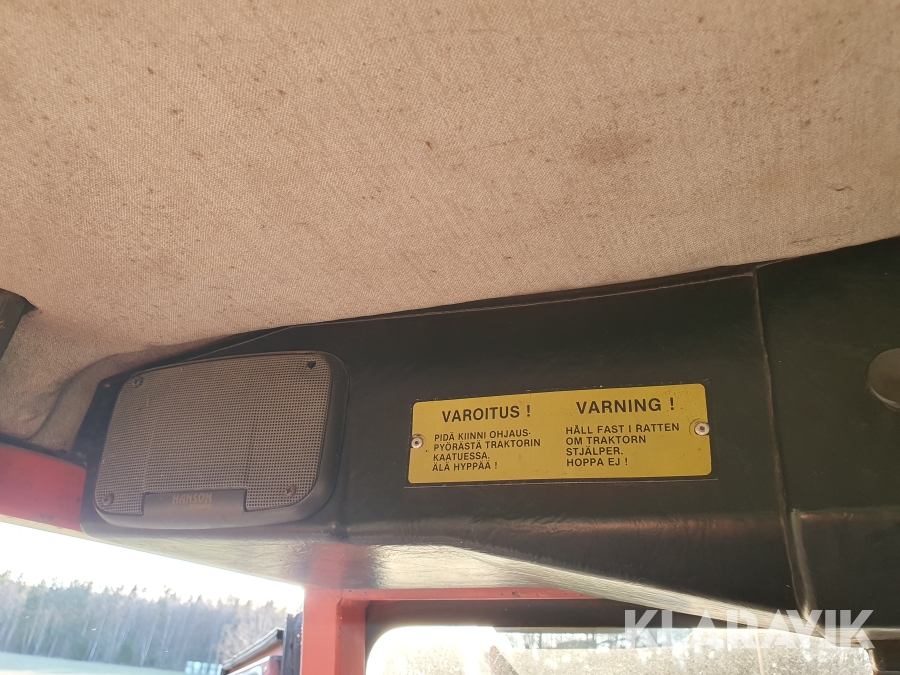 VAROITUS !
PIDÄ KIINNI OHJAUS-
PYÖRÄSTÄ TRAKTORIN
KAATUESSA.
ÄLÄ HYPPÄÄ !
VARNING !
HÅLL FAST I RATTEN
OM TRAKTORN
STJÄLPER.
HOPPA EJ !
HANSON
KLARAVIK